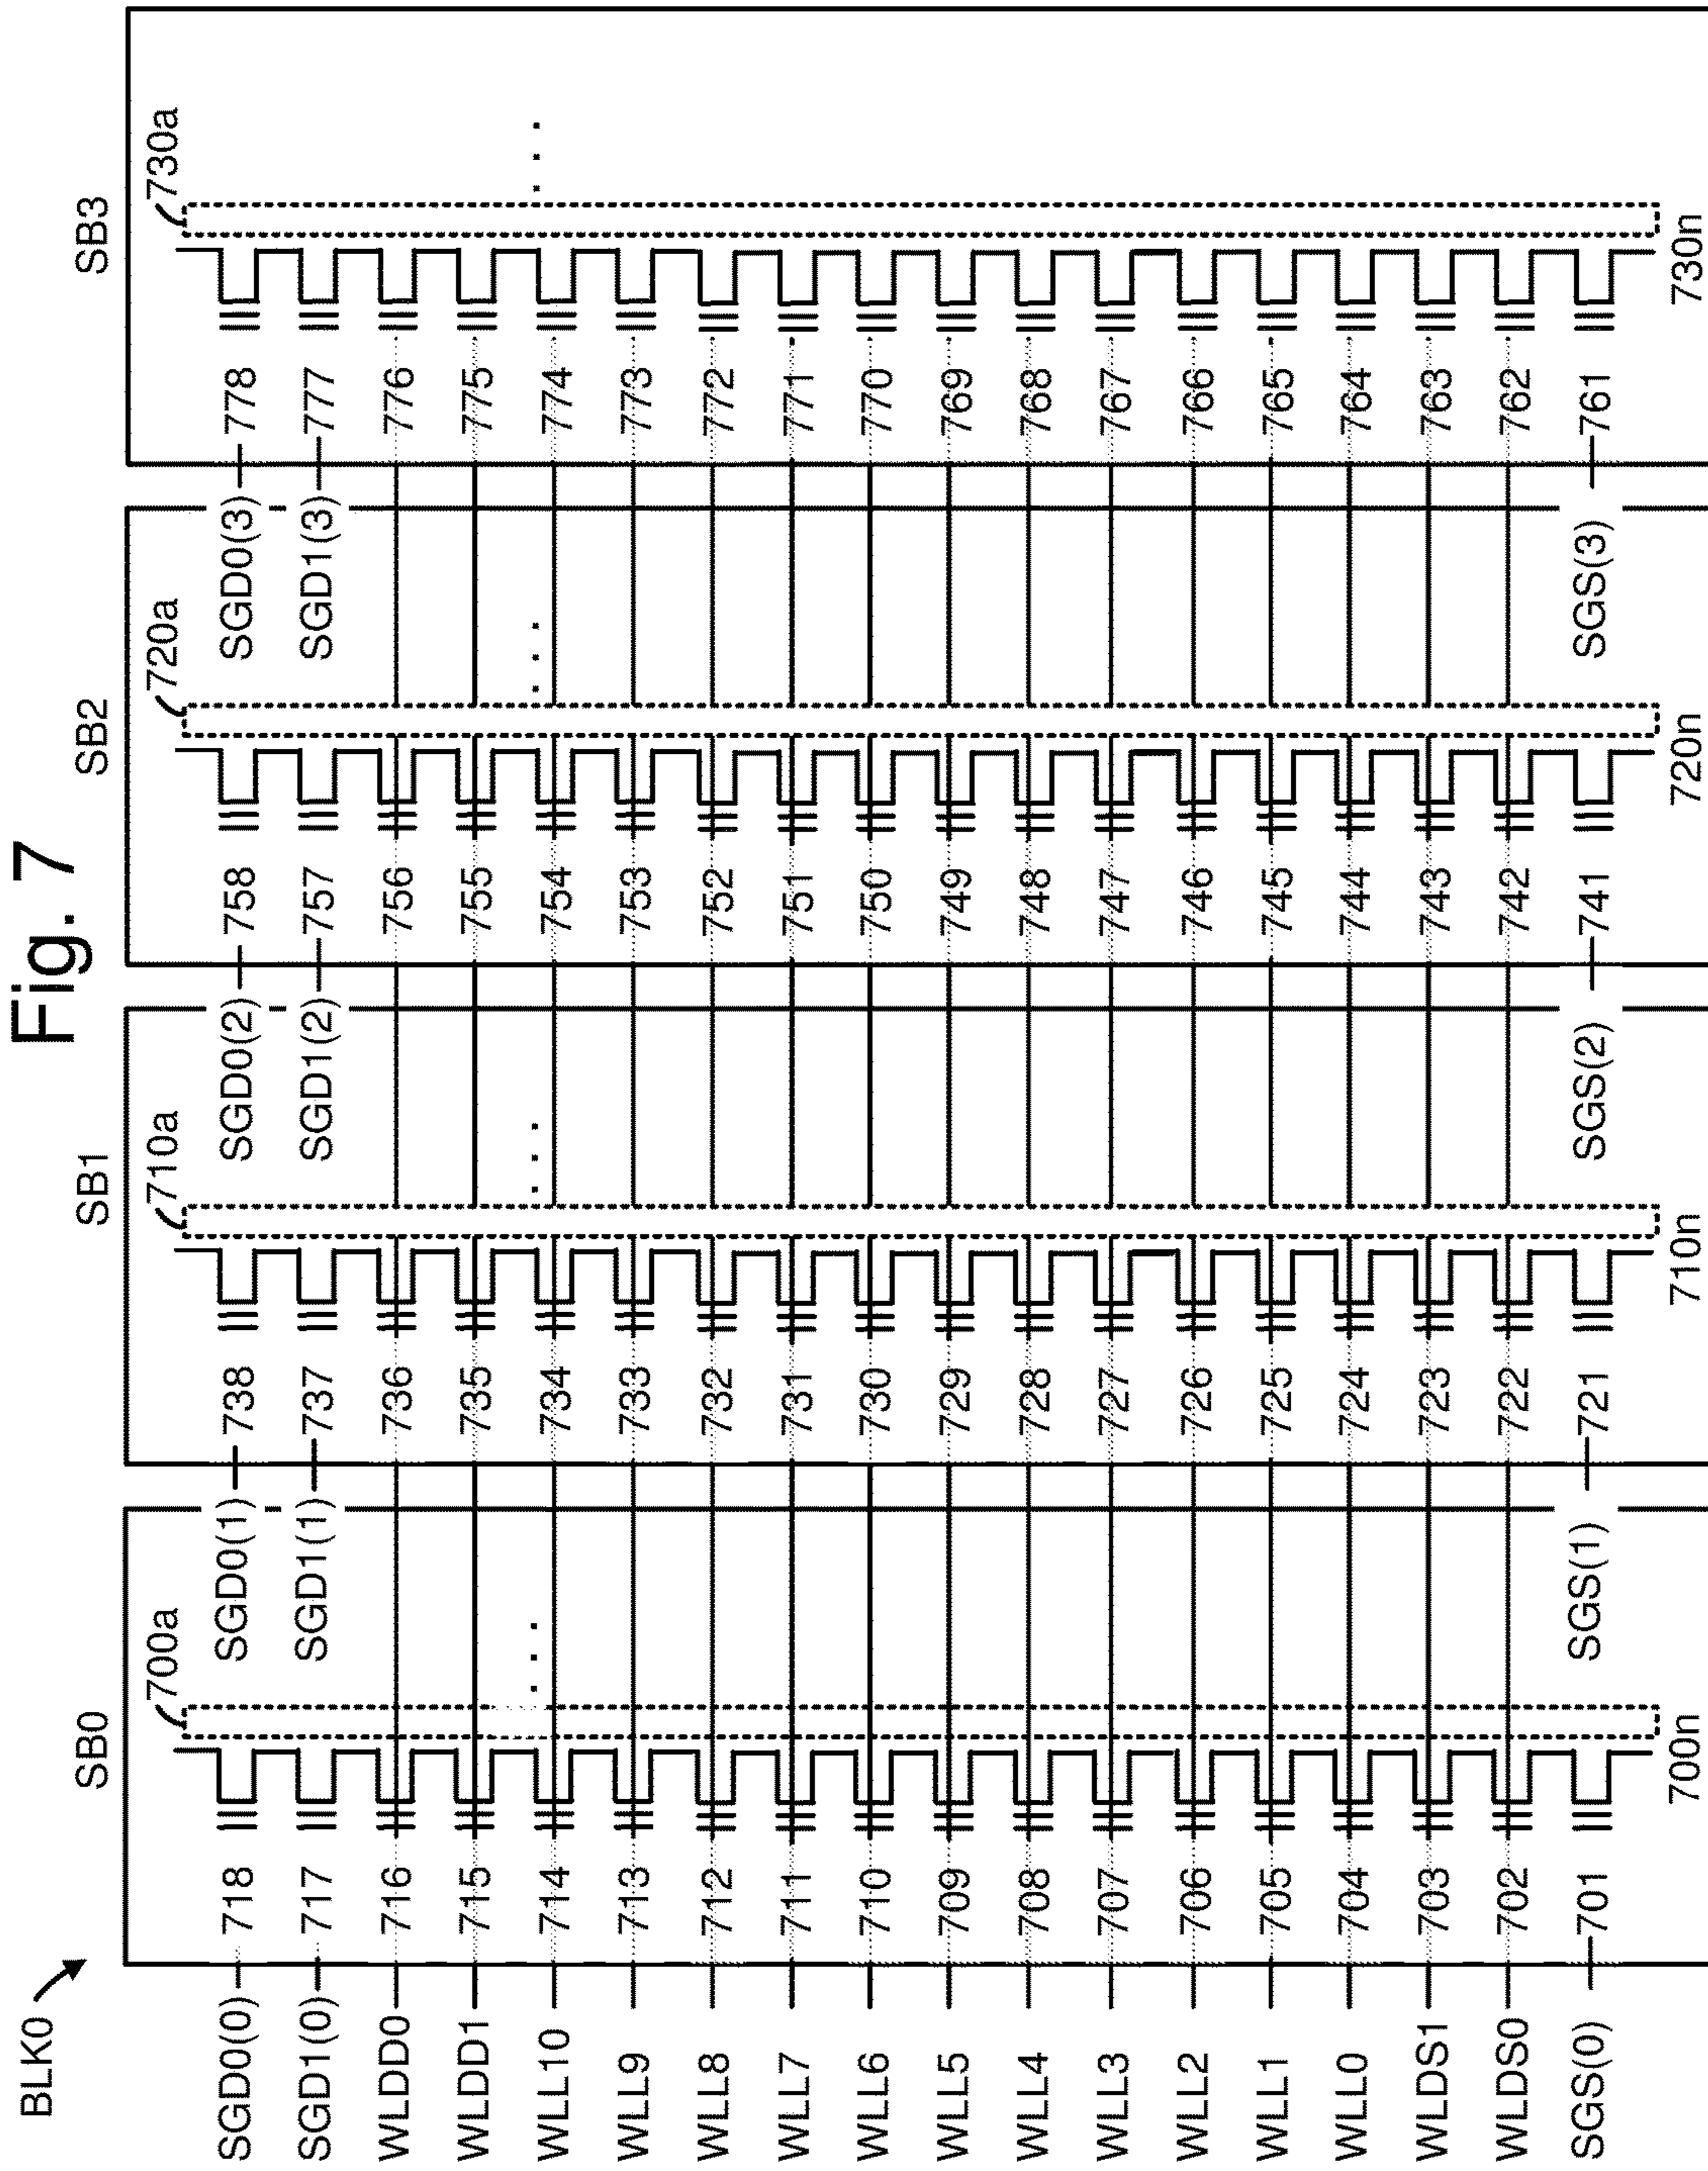 Fig. 7
BLK0
SB0 SB1 SB2 SB3
700a 710a 720a 730a
SGD0(0) 718 SGD0(1) 738 SGD0(2) 758 SGD0(3) 778
SGD1(0) 717 SGD1(1) 737 SGD1(2) 757 SGD1(3) 777
WLDD0 716 736 756 776
WLDD1 715 735 755 775
WLL10 714 734 754 774
WLL9 713 733 753 773
WLL8 712 732 752 772
WLL7 711 731 751 771
WLL6 710 730 750 770
WLL5 709 729 749 769
WLL4 708 728 748 768
WLL3 707 727 747 767
WLL2 706 726 746 766
WLL1 705 725 745 765
WLL0 704 724 744 764
WLDS1 703 723 743 763
WLDS0 702 722 742 762
SGS(0) 701 SGS(1) 721 SGS(2) 741 SGS(3) 761
700n 710n 720n 730n